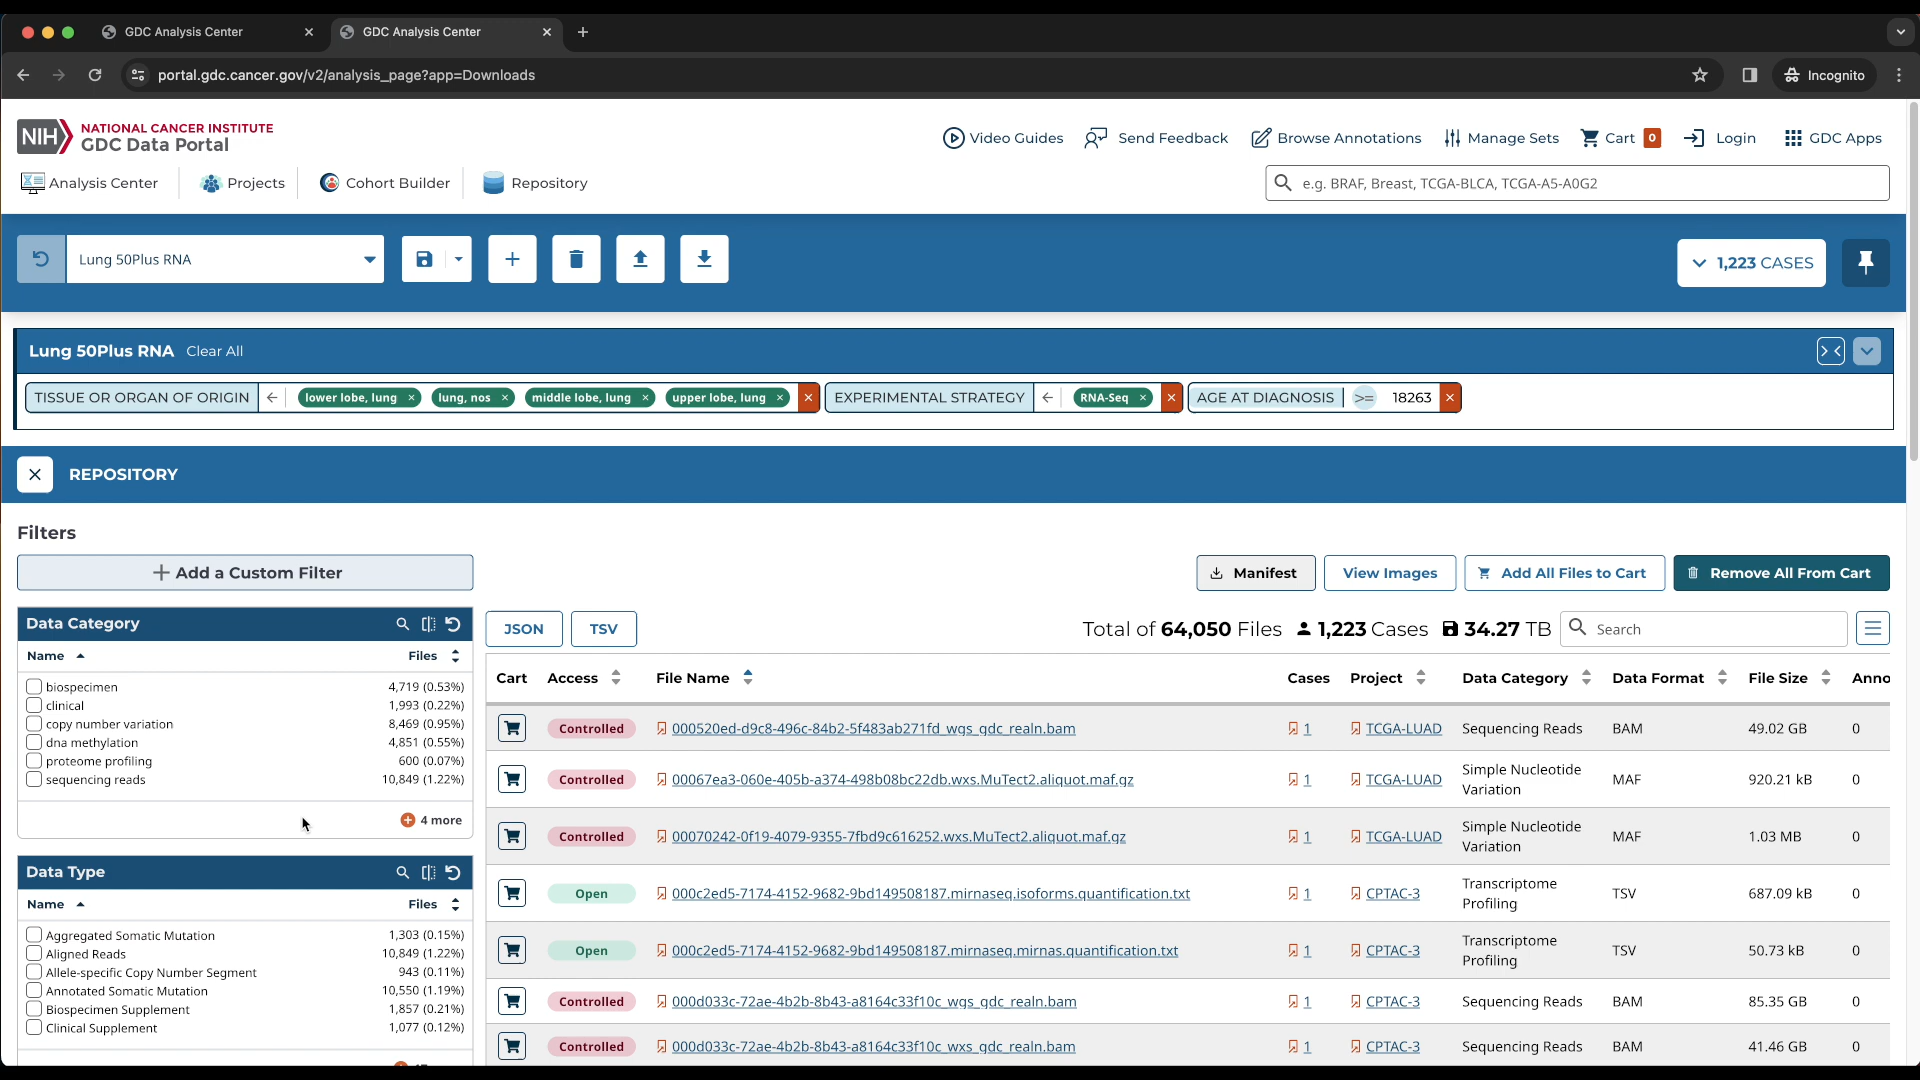 GDC Analysis Center
GDC Analysis Center
portal.gdc.cancer.gov/v2/analysis_page?app=Downloads
Incognito
NIH
NATIONAL CANCER INSTITUTE
GDC Data Portal
Video Guides
Send Feedback
Browse Annotations
Manage Sets
Cart 0
Login
GDC Apps
Analysis Center
Projects
Cohort Builder
Repository
e.g. BRAF, Breast, TCGA-BLCA, TCGA-A5-A0G2
Lung 50Plus RNA
1,223 CASES
Lung 50Plus RNA Clear All
TISSUE OR ORGAN OF ORIGIN lower lobe, lung lung, nos middle lobe, lung upper lobe, lung EXPERIMENTAL STRATEGY RNA-Seq AGE AT DIAGNOSIS >= 18263
REPOSITORY
Filters
Add a Custom Filter
Manifest
View Images
Add All Files to Cart
Remove All From Cart
Data Category
Name Files
biospecimen 4,719 (0.53%)
clinical 1,993 (0.22%)
copy number variation 8,469 (0.95%)
dna methylation 4,851 (0.55%)
proteome profiling 600 (0.07%)
sequencing reads 10,849 (1.22%)
4 more
Data Type
Name Files
Aggregated Somatic Mutation 1,303 (0.15%)
Aligned Reads 10,849 (1.22%)
Allele-specific Copy Number Segment 943 (0.11%)
Annotated Somatic Mutation 10,550 (1.19%)
Biospecimen Supplement 1,857 (0.21%)
Clinical Supplement 1,077 (0.12%)
JSON
TSV
Total of 64,050 Files 1,223 Cases 34.27 TB
Search
Cart Access File Name Cases Project Data Category Data Format File Size Anno
Controlled 000520ed-d9c8-496c-84b2-5f483ab271fd_wgs_gdc_realn.bam 1 TCGA-LUAD Sequencing Reads BAM 49.02 GB 0
Controlled 00067ea3-060e-405b-a374-498b08bc22db.wxs.MuTect2.aliquot.maf.gz 1 TCGA-LUAD Simple Nucleotide Variation MAF 920.21 kB 0
Controlled 00070242-0f19-4079-9355-7fbd9c616252.wxs.MuTect2.aliquot.maf.gz 1 TCGA-LUAD Simple Nucleotide Variation MAF 1.03 MB 0
Open 000c2ed5-7174-4152-9682-9bd149508187.mirnaseq.isoforms.quantification.txt 1 CPTAC-3 Transcriptome Profiling TSV 687.09 kB 0
Open 000c2ed5-7174-4152-9682-9bd149508187.mirnaseq.mirnas.quantification.txt 1 CPTAC-3 Transcriptome Profiling TSV 50.73 kB 0
Controlled 000d033c-72ae-4b2b-8b43-a8164c33f10c_wgs_gdc_realn.bam 1 CPTAC-3 Sequencing Reads BAM 85.35 GB 0
Controlled 000d033c-72ae-4b2b-8b43-a8164c33f10c_wxs_gdc_realn.bam 1 CPTAC-3 Sequencing Reads BAM 41.46 GB 0